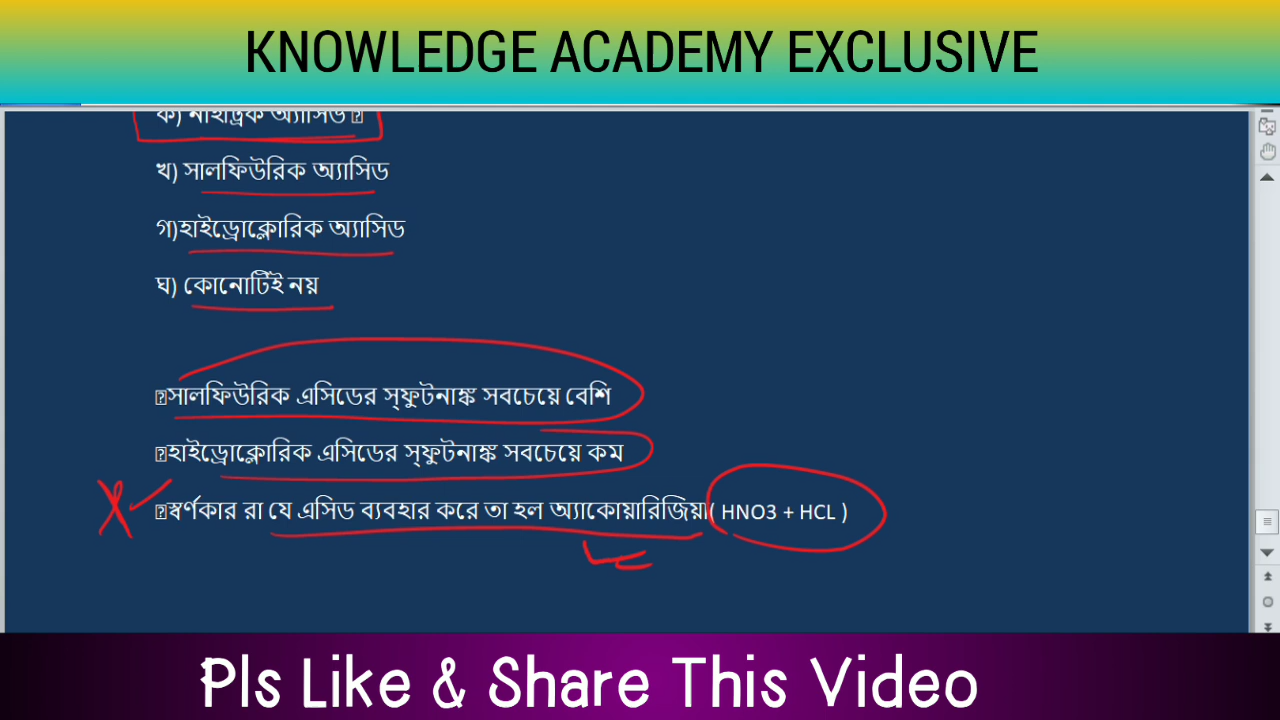 KNOWLEDGE ACADEMY EXCLUSIVE
ক) নাইট্রিক অ্যাসিড
খ) সালফিউরিক অ্যাসিড
গ)হাইড্রোক্লোরিক অ্যাসিড
ঘ) কোনোটিই নয়
সালফিউরিক এসিডের স্ফুটনাঙ্ক সবচেয়ে বেশি
হাইড্রোক্লোরিক এসিডের স্ফুটনাঙ্ক সবচেয়ে কম
স্বর্ণকার রা যে এসিড ব্যবহার করে তা হল অ্যাকোয়ারিজিয়া( HNO3 + HCL )
Pls Like & Share This Video